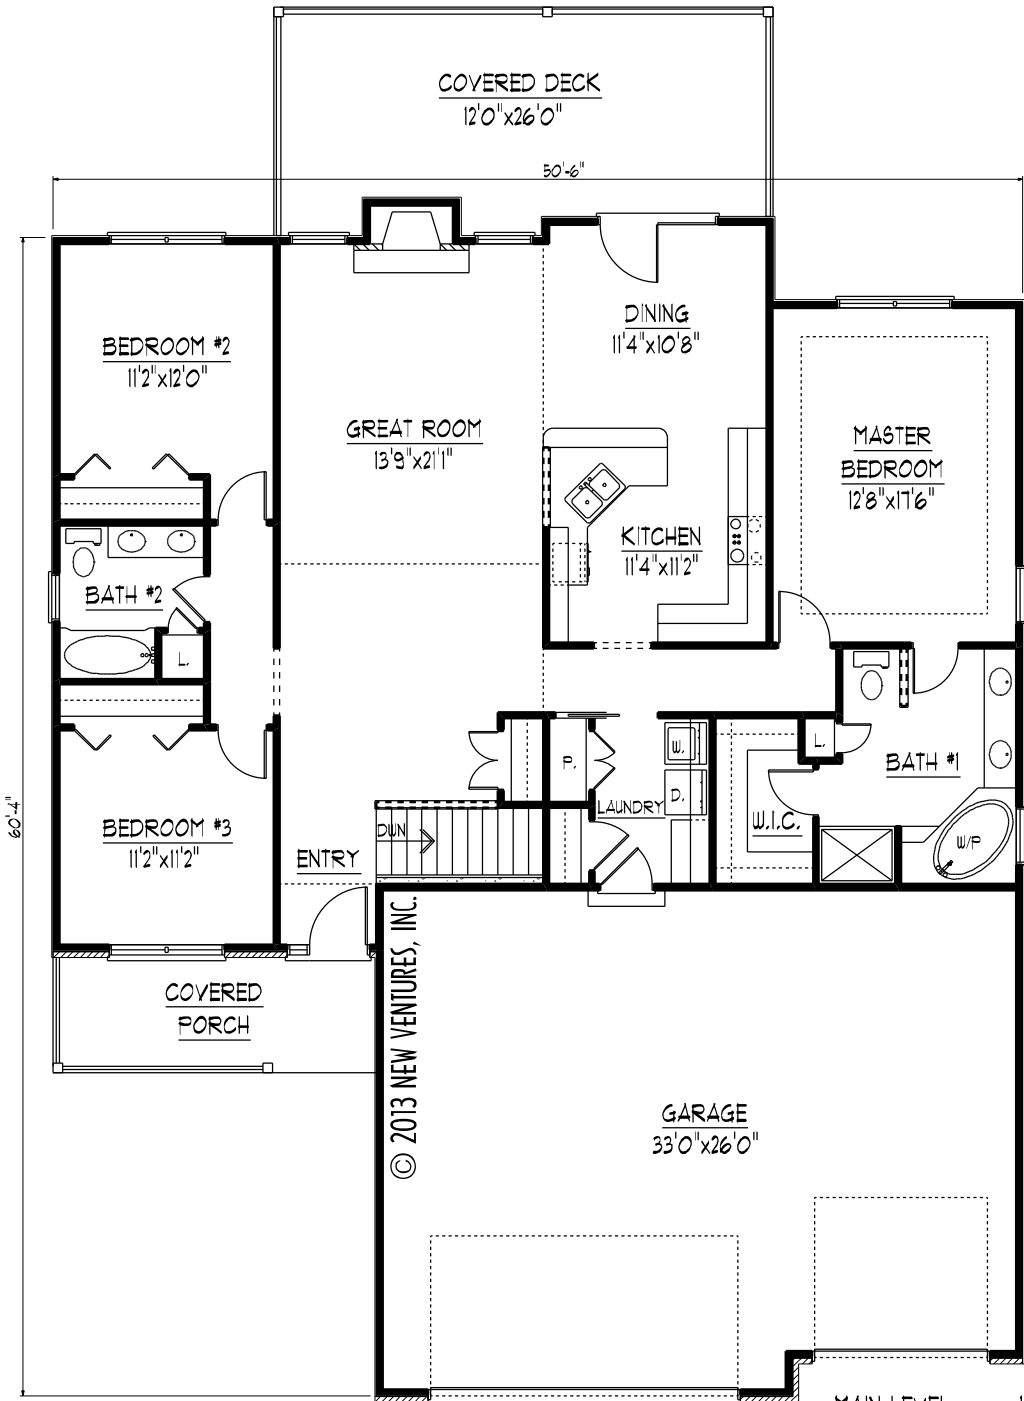 COVERED DECK
12'0"x26'0"
50'-6"
DINING
11'4"x10'8"
BEDROOM #2
11'2"x12'0"
GREAT ROOM
13'9"x21'1"
MASTER
BEDROOM
12'8"x17'6"
KITCHEN
11'4"x11'2"
BATH #2
L.
W.
L.
P.
BATH #1
D.
LAUNDRY
60'-4"
BEDROOM #3
11'2"x11'2"
DWN
W.I.C.
W/P
ENTRY
© 2013 NEW VENTURES, INC.
COVERED
PORCH
GARAGE
33'0"x26'0"
MAIN LEVEL